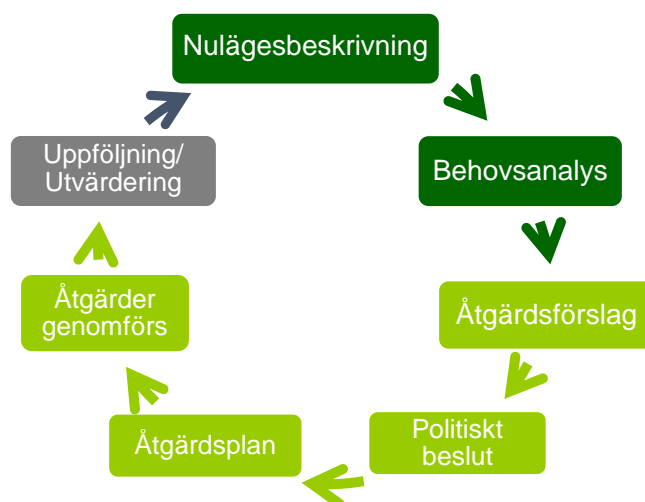 Nulägesbeskrivning
Behovsanalys
Åtgärdsförslag
Politiskt
beslut
Åtgärdsplan
Åtgärder
genomförs
Uppföljning/
Utvärdering